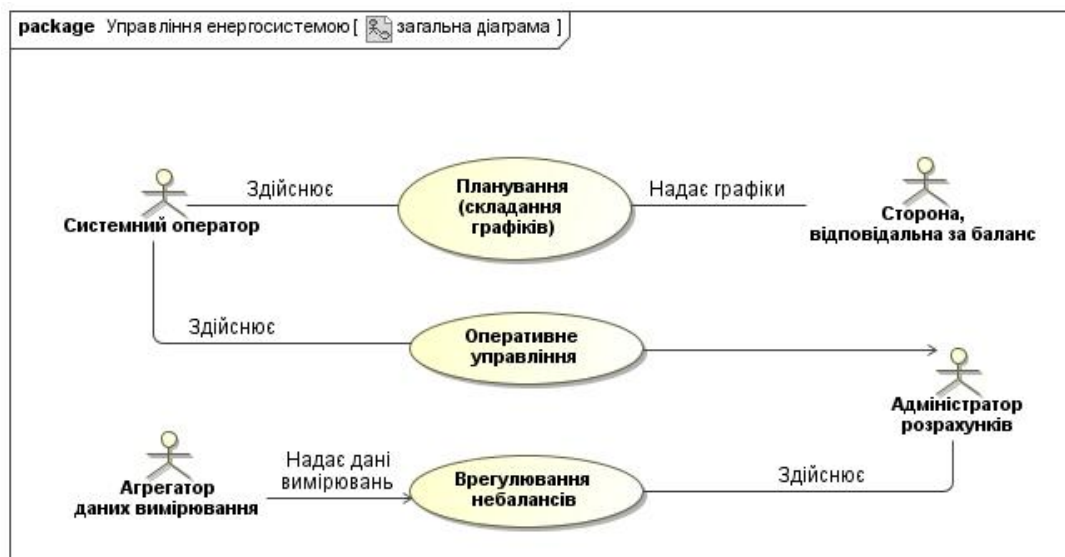 package Управління енергосистемою [ загальна діаграма ]
Здійснює
Планування
(складання
графіків)
Надає графіки
Системний оператор
Сторона,
відповідальна за баланс
Здійснює
Оперативне
управління
Адміністратор
розрахунків
Надає дані
вимірювань
Агрегатор
даних вимірювання
Врегулювання
небалансів
Здійснює